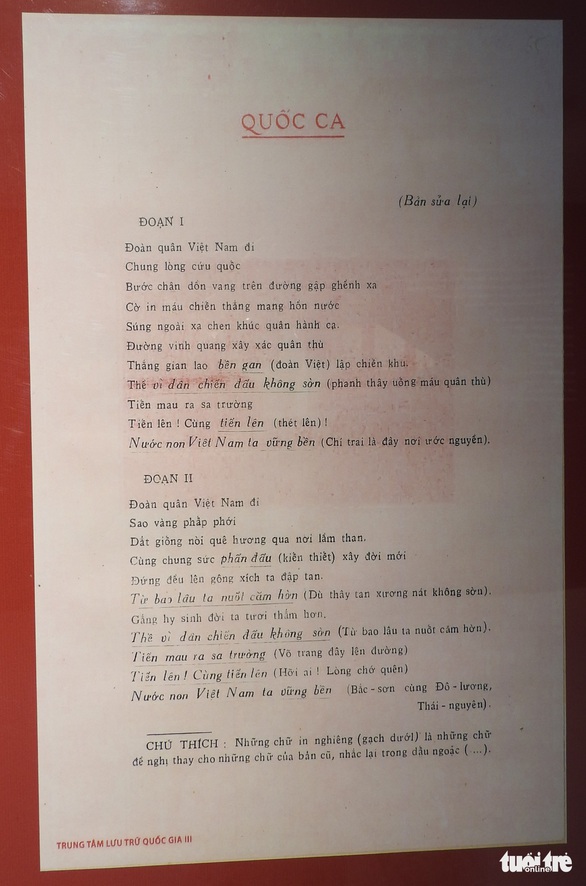 QUỐC CA
(Bản sửa lại)
ĐOẠN I
Đoàn quân Việt Nam đi
Chung lòng cứu quốc
Bước chân dồn vang trên đường gập ghềnh xa
Cờ in máu chiến thắng mang hồn nước
Súng ngoài xa chen khúc quân hành ca.
Đường vinh quang xây xác quân thù
Thắng gian lao bền gan (đoàn Việt) lập chiến khu.
Thề vì dân chiến đấu không sờn (phanh thây uống máu quân thù)
Tiến mau ra sa trường
Tiến lên ! Cùng tiến lên (thét lên) !
Nước non Việt Nam ta vững bền (Chí trai là đây nơi ước nguyền).
ĐOẠN II
Đoàn quân Việt Nam đi
Sao vàng phấp phới
Dắt giống nòi quê hương qua nơi lầm than.
Cùng chung sức phấn đấu (kiến thiết) xây đời mới
Đứng đều lên gông xích ta đập tan.
Từ bao lâu ta nuốt căm hờn (Dù thây tan xương nát không sờn).
Gắng hy sinh đời ta tươi thắm hơn.
Thề vì dân chiến đấu không sờn (Từ bao lâu ta nuốt căm hờn).
Tiến mau ra sa trường (Võ trang đây lên đường)
Tiến lên ! Cùng tiến lên (Hỡi ai ! Lòng chớ quên)
Nước non Việt Nam ta vững bền (Bắc-sơn cùng Đô-lương,
Thái-nguyên).
CHÚ THÍCH : Những chữ in nghiêng (gạch dưới) là những chữ
đề nghị thay cho những chữ của bản cũ, nhắc lại trong dấu ngoặc ( ...).
TRUNG TÂM LƯU TRỮ QUỐC GIA III
tuổi trẻ
online